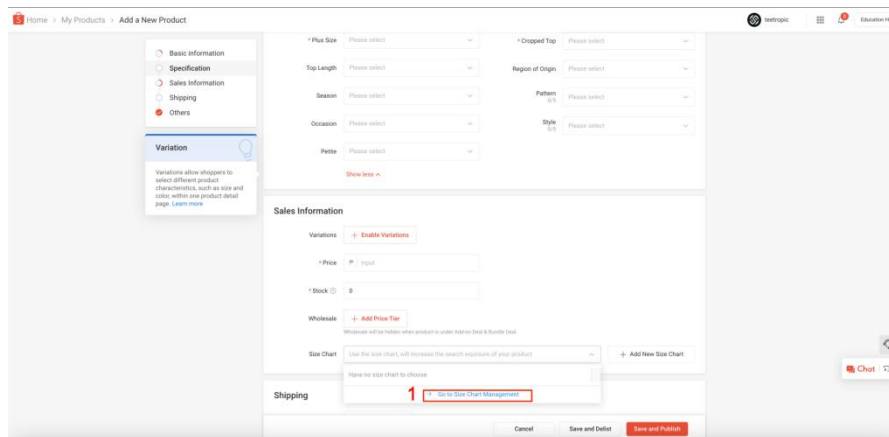 Home > My Products > Add a New Product
teetropic
Education H
Basic information
Specification
Sales Information
Shipping
Others
Variation
Variations allow shoppers to
select different product
characteristics, such as size and
color, within one product detail
page. Learn more
* Plus Size Please select
* Cropped Top Please select
Top Length Please select
Region of Origin Please select
Season Please select
Pattern Please select
0/5
Occasion Please select
Style Please select
0/5
Petite Please select
Show less
Sales Information
Variations + Enable Variations
* Price ₱ Input
* Stock 0
Wholesale + Add Price Tier
Wholesale will be hidden when product is under Add-on Deal & Bundle Deal
Size Chart Use the size chart, will increase the search exposure of your product + Add New Size Chart
Have no size chart to choose
1 Go to Size Chart Management
Shipping
Chat
Cancel Save and Delist Save and Publish